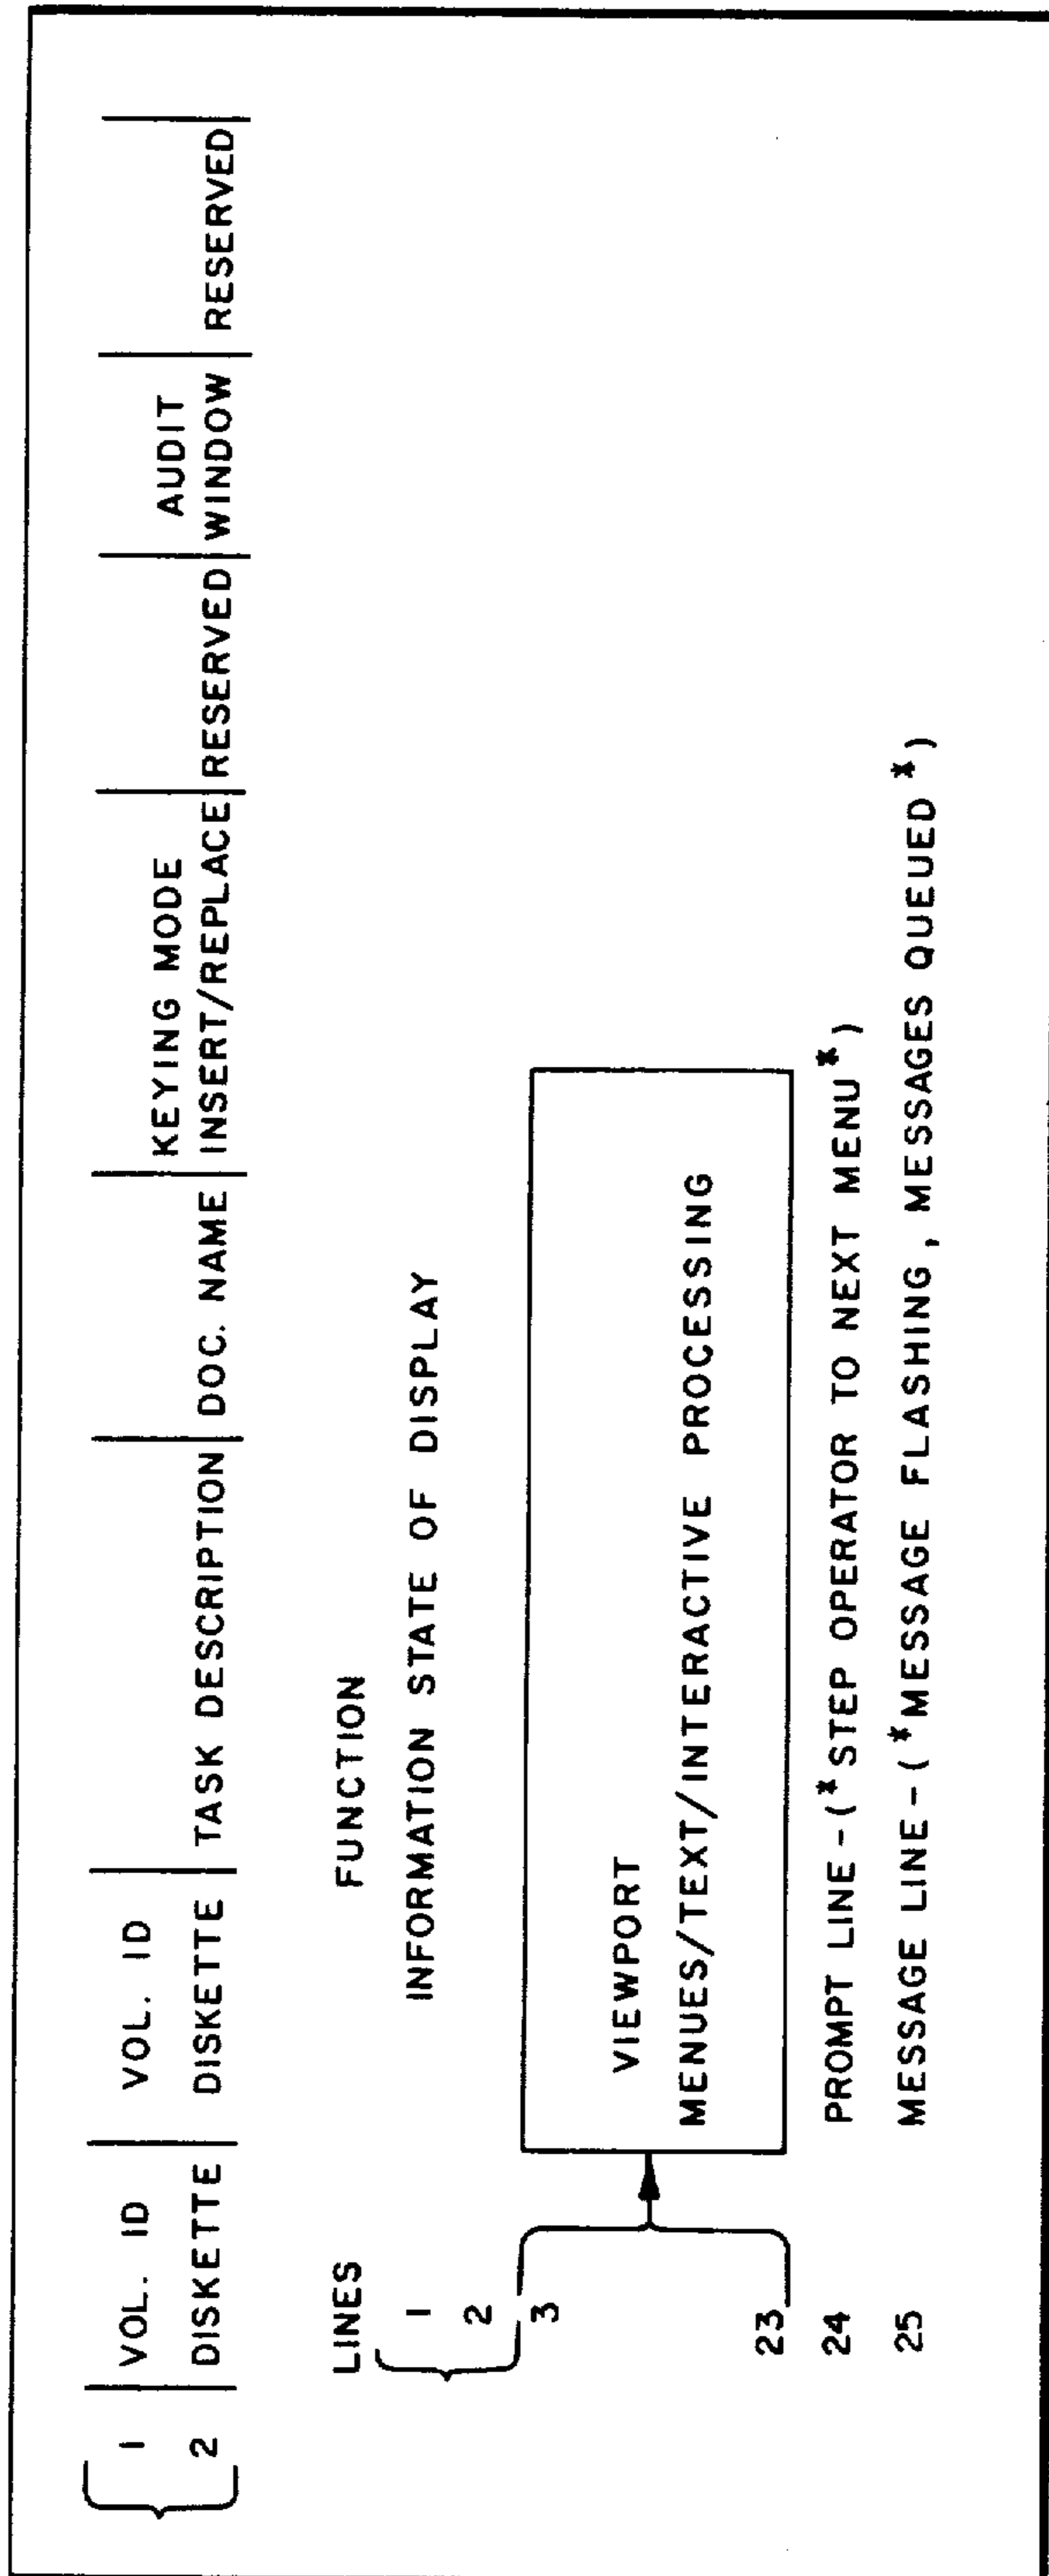 1 VOL. ID VOL. ID KEYING MODE AUDIT
2 DISKETTE DISKETTE TASK DESCRIPTION DOC. NAME INSERT/REPLACE RESERVED WINDOW RESERVED
LINES FUNCTION
1 INFORMATION STATE OF DISPLAY
2
3
VIEWPORT
MENUES/TEXT/INTERACTIVE PROCESSING
23
24 PROMPT LINE-(*STEP OPERATOR TO NEXT MENU*)
25 MESSAGE LINE-(*MESSAGE FLASHING, MESSAGES QUEUED*)